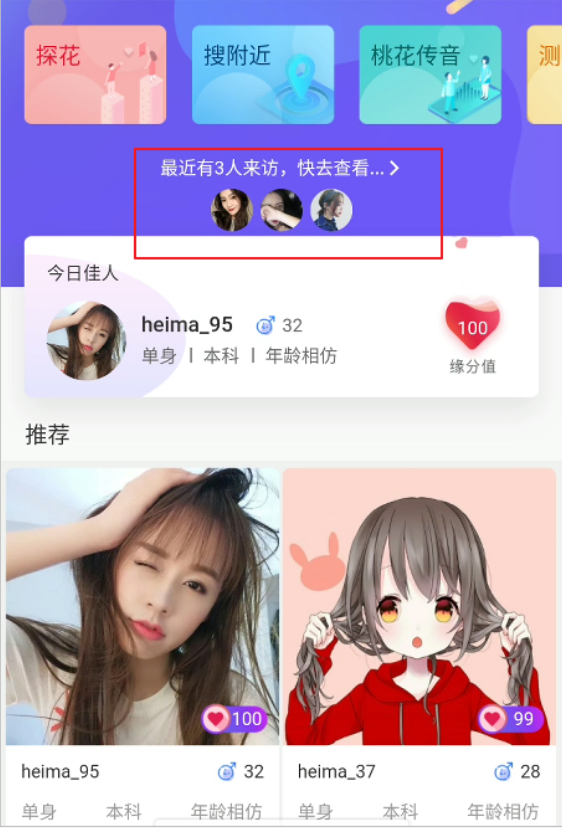 探花 搜附近 桃花传音 测
最近有3人来访，快去查看...
今日佳人
heima_95 32
单身 | 本科 | 年龄相仿
100
缘分值
推荐
100 99
heima_95 32 heima_37 28
单身 本科 年龄相仿 单身 本科 年龄相仿